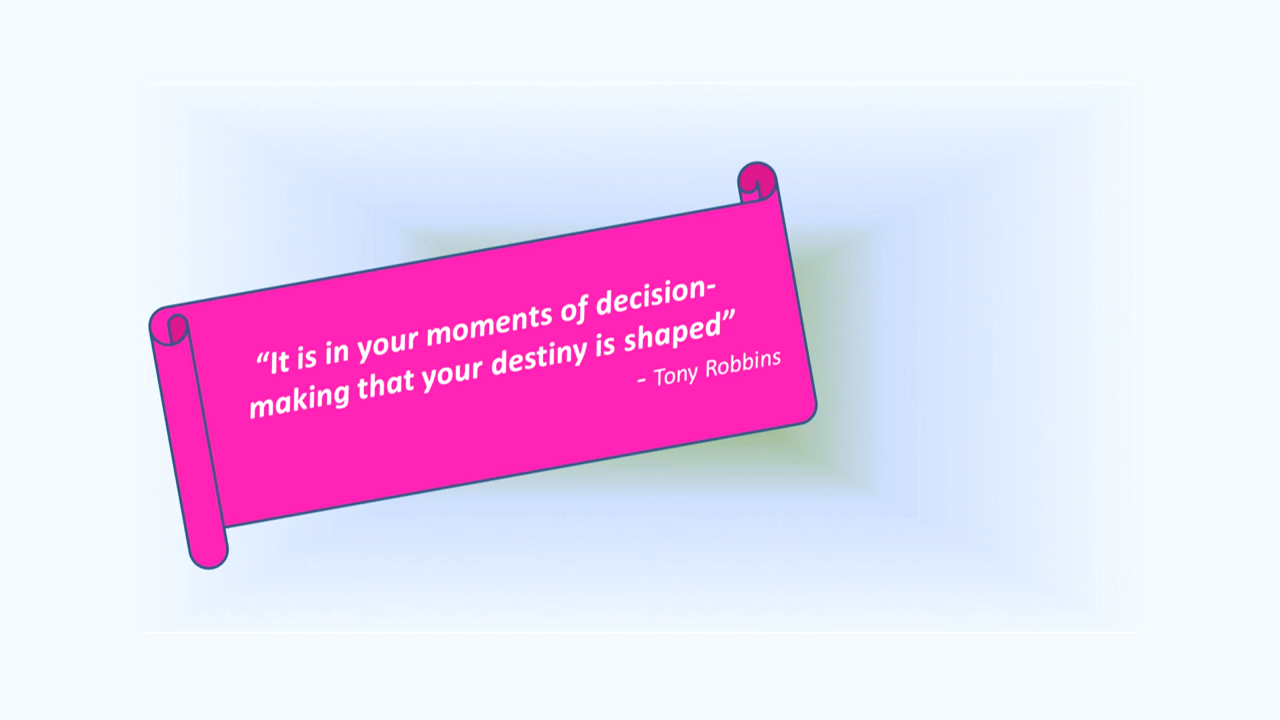 “It is in your moments of decision-
making that your destiny is shaped”
- Tony Robbins